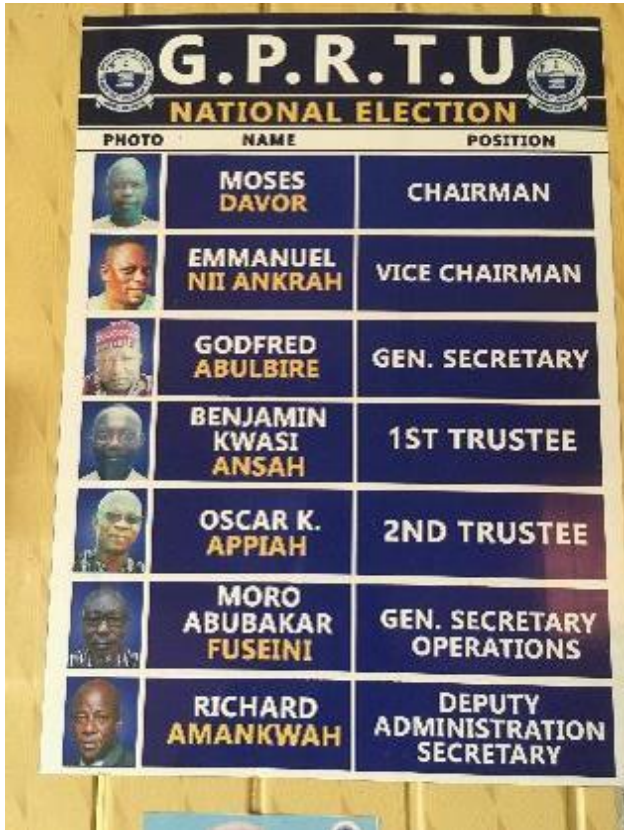 G.P.R.T.U
NATIONAL ELECTION
PHOTO NAME POSITION
MOSES
DAVOR
CHAIRMAN
EMMANUEL
NII ANKRAH
VICE CHAIRMAN
GODFRED
ABULBIRE
GEN. SECRETARY
BENJAMIN
KWASI
ANSAH
1ST TRUSTEE
OSCAR K.
APPIAH
2ND TRUSTEE
MORO
ABUBAKAR
FUSEINI
GEN. SECRETARY
OPERATIONS
RICHARD
AMANKWAH
DEPUTY
ADMINISTRATION
SECRETARY